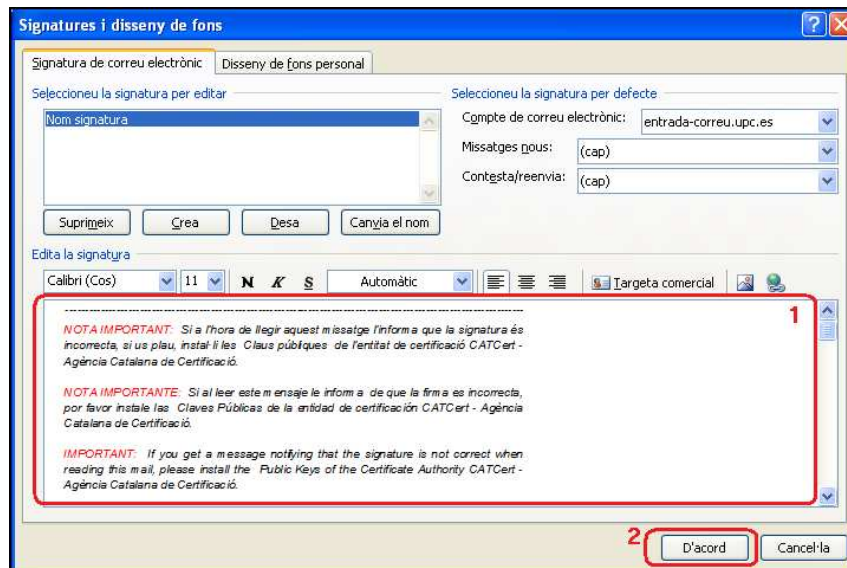 Signatures i disseny de fons
Signatura de correu electrònic Disseny de fons personal
Seleccioneu la signatura per editar Seleccioneu la signatura per defecte
Nom signatura
Compte de correu electrònic: entrada-correu.upc.es
Missatges nous: (cap)
Contesta/reenvia: (cap)
Suprimeix Crea Desa Canvia el nom
Edita la signatura
Calibri (Cos) 11 N K S Automàtic Targeta comercial
1
NOTA IMPORTANT: Si a l'hora de llegir aquest missatge l'informa que la signatura és
incorrecta, si us plau, instal·li les Claus públiques de l'entitat de certificació CATCert -
Agència Catalana de Certificació.
NOTA IMPORTANTE: Si al leer este mensaje le informa de que la firma es incorrecta,
por favor instale las Claves Públicas de la entidad de certificación CATCert - Agència
Catalana de Certificació.
IMPORTANT: If you get a message notifying that the signature is not correct when
reading this mail, please install the Public Keys of the Certificate Authority CATCert -
Agència Catalana de Certificació.
2
D'acord Cancel·la